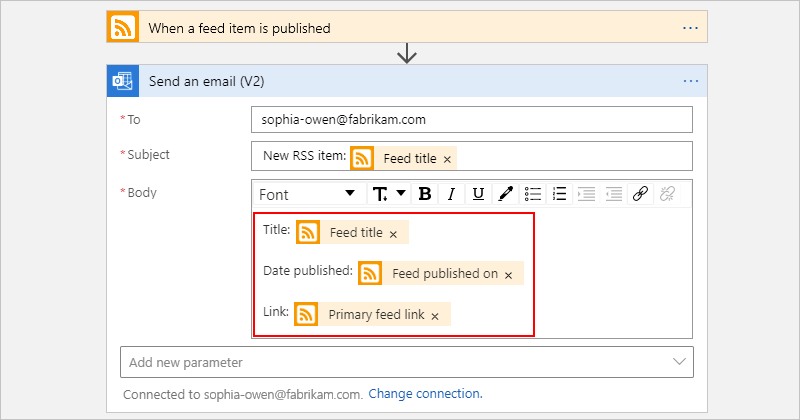 When a feed item is published ...
Send an email (V2) ...
* To
sophia-owen@fabrikam.com
* Subject
New RSS item: Feed title ×
* Body
Font T B I U
Title: Feed title ×
Date published: Feed published on ×
Link: Primary feed link ×
Add new parameter
Connected to sophia-owen@fabrikam.com. Change connection.